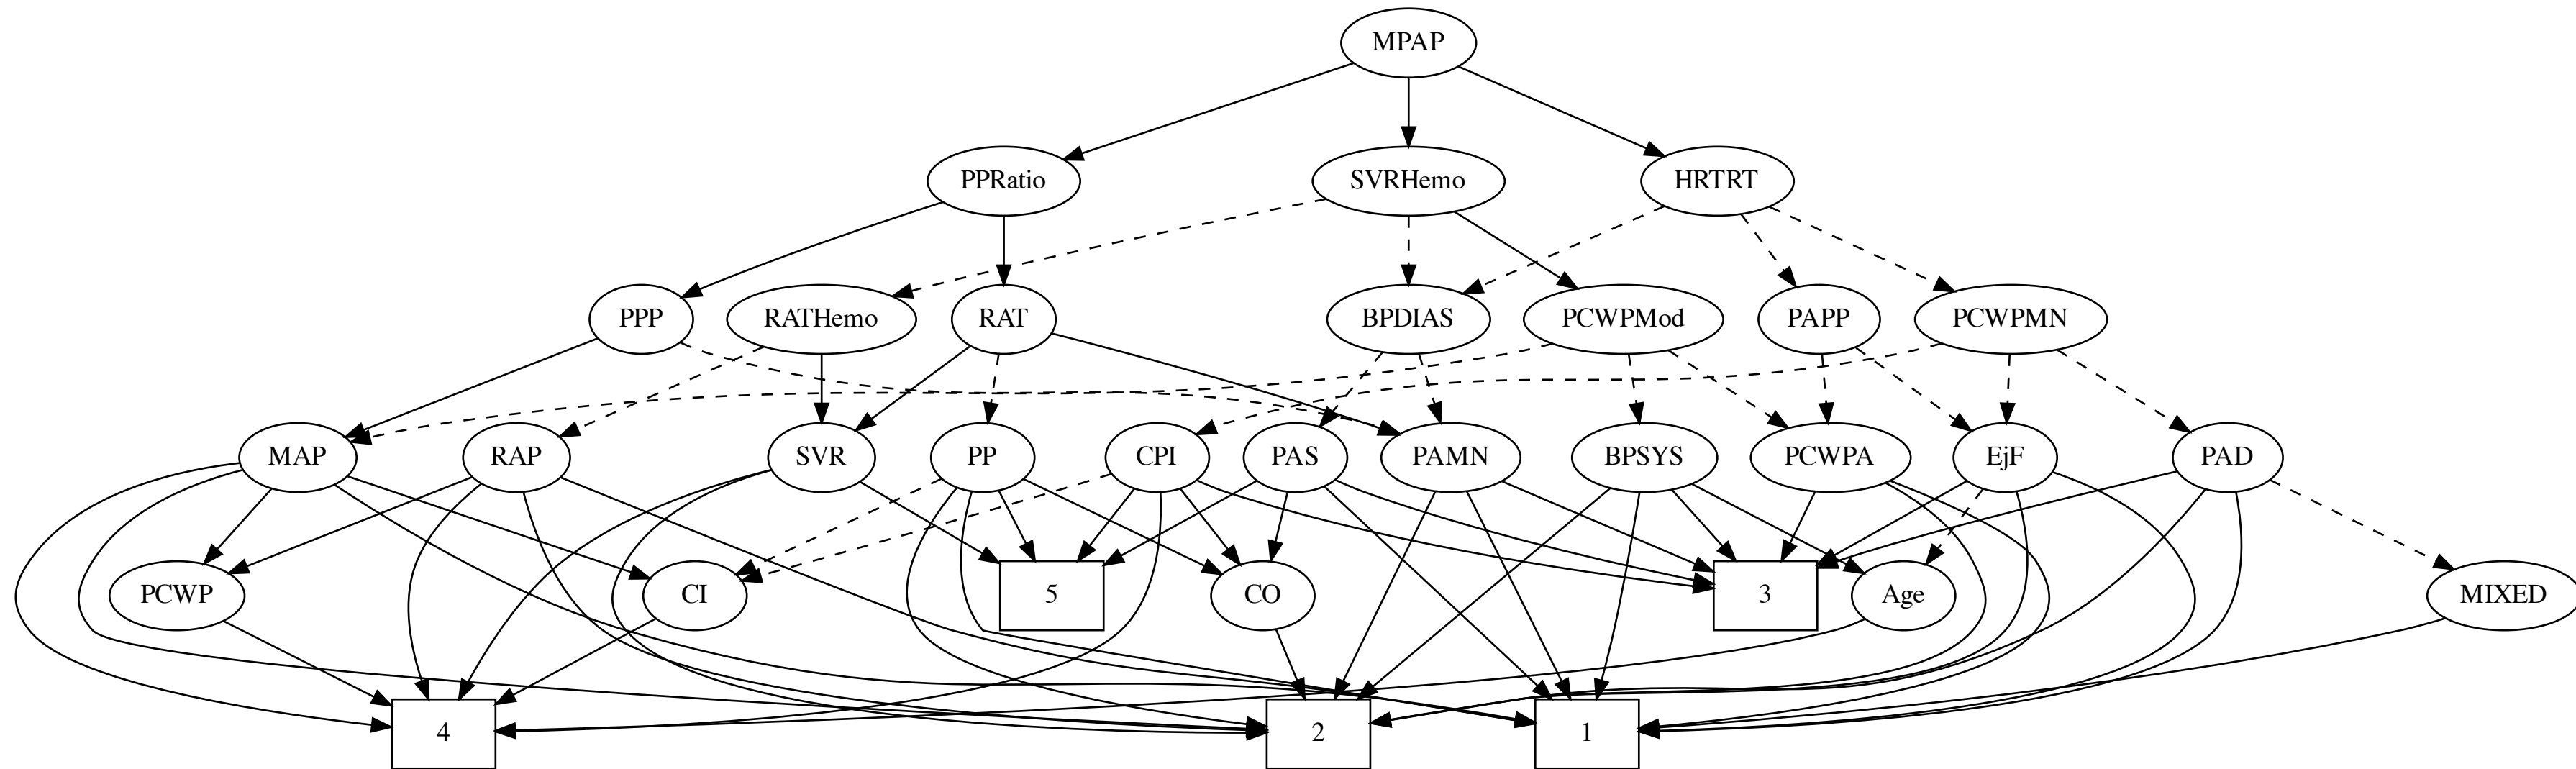 MPAP
PPRatio
SVRHemo
HRTRT
PPP
RATHemo
RAT
BPDIAS
PCWPMod
PAPP
PCWPMN
MAP
RAP
SVR
PP
CPI
PAS
PAMN
BPSYS
PCWPA
EjF
PAD
PCWP
CI
5
CO
3
Age
MIXED
4
2
1